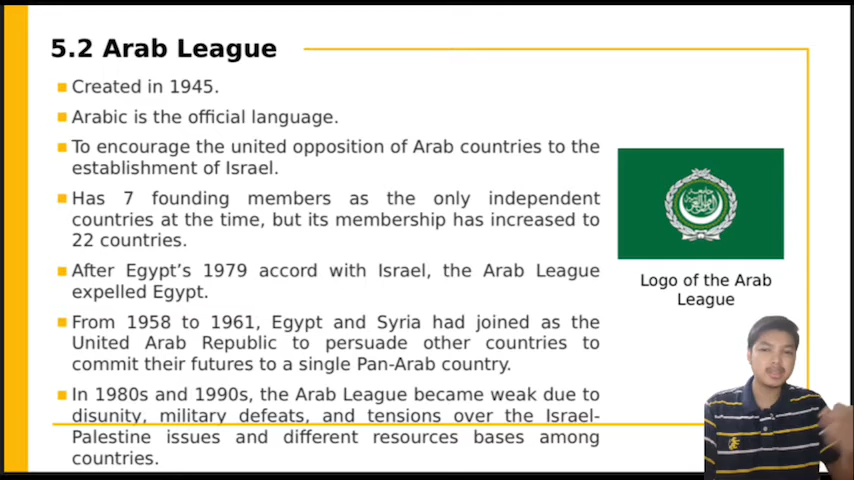 5.2 Arab League
Created in 1945.
Arabic is the official language.
To encourage the united opposition of Arab countries to the
establishment of Israel.
Has 7 founding members as the only independent
countries at the time, but its membership has increased to
22 countries.
After Egypt’s 1979 accord with Israel, the Arab League
expelled Egypt.
From 1958 to 1961, Egypt and Syria had joined as the
United Arab Republic to persuade other countries to
commit their futures to a single Pan-Arab country.
In 1980s and 1990s, the Arab League became weak due to
disunity, military defeats, and tensions over the Israel-
Palestine issues and different resources bases among
countries.
Logo of the Arab
League